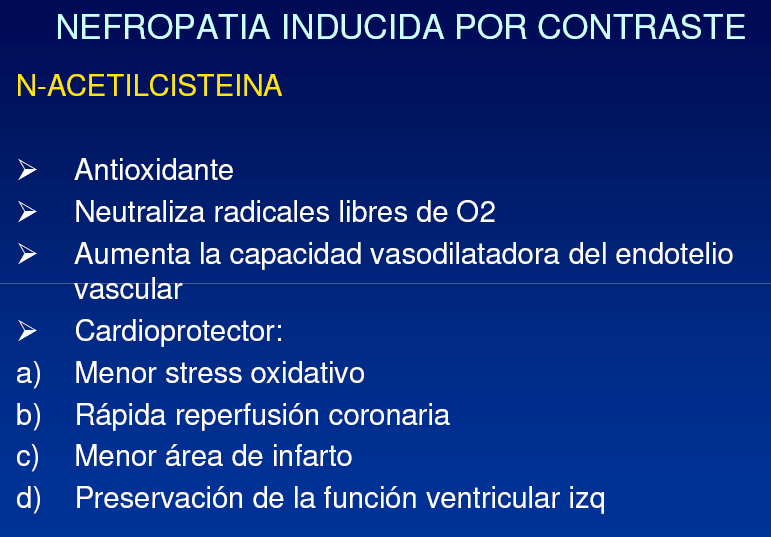 NEFROPATIA INDUCIDA POR CONTRASTE
N-ACETILCISTEINA
➢ Antioxidante
➢ Neutraliza radicales libres de O2
➢ Aumenta la capacidad vasodilatadora del endotelio
vascular
➢ Cardioprotector:
a) Menor stress oxidativo
b) Rápida reperfusión coronaria
c) Menor área de infarto
d) Preservación de la función ventricular izq